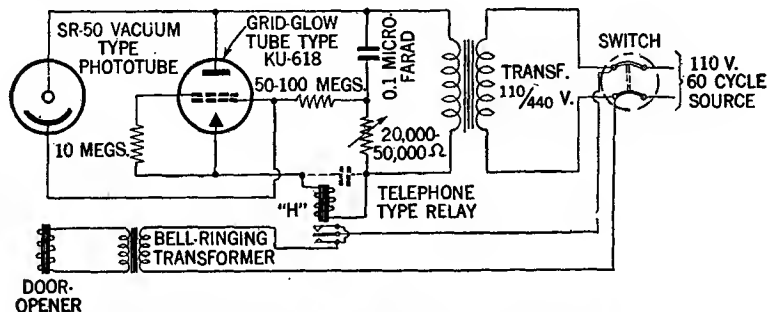 SR-50 VACUUM
TYPE
PHOTOTUBE
GRID-GLOW
TUBE TYPE
KU-618
50-100 MEGS.
0.1 MICRO-
FARAD
10 MEGS.
20,000-
50,000 Ω
TRANSF.
110/440 V.
SWITCH
110 V.
60 CYCLE
SOURCE
"H"
TELEPHONE
TYPE RELAY
BELL-RINGING
TRANSFORMER
DOOR-
OPENER